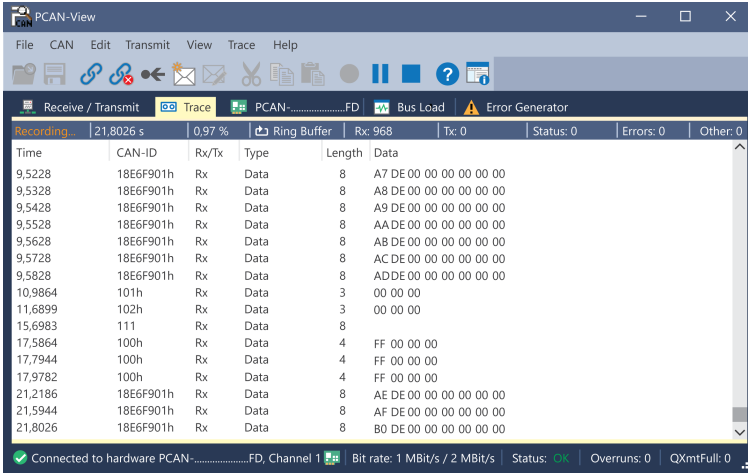 CAN
PCAN-View
File CAN Edit Transmit View Trace Help
Receive / Transmit Trace PCAN-.....................FD Bus Load Error Generator
Recording... 21,8026 s 0,97 % Ring Buffer Rx: 968 Tx: 0 Status: 0 Errors: 0 Other: 0
Time CAN-ID Rx/Tx Type Length Data
9,5228 18E6F901h Rx Data 8 A7 DE 00 00 00 00 00 00
9,5328 18E6F901h Rx Data 8 A8 DE 00 00 00 00 00 00
9,5428 18E6F901h Rx Data 8 A9 DE 00 00 00 00 00 00
9,5528 18E6F901h Rx Data 8 AA DE 00 00 00 00 00 00
9,5628 18E6F901h Rx Data 8 AB DE 00 00 00 00 00 00
9,5728 18E6F901h Rx Data 8 AC DE 00 00 00 00 00 00
9,5828 18E6F901h Rx Data 8 AD DE 00 00 00 00 00 00
10,9864 101h Rx Data 3 00 00 00
11,6899 102h Rx Data 3 00 00 00
15,6983 111 Rx Data 8
17,5864 100h Rx Data 4 FF 00 00 00
17,7944 100h Rx Data 4 FF 00 00 00
17,9782 100h Rx Data 4 FF 00 00 00
21,2186 18E6F901h Rx Data 8 AE DE 00 00 00 00 00 00
21,5944 18E6F901h Rx Data 8 AF DE 00 00 00 00 00 00
21,8026 18E6F901h Rx Data 8 B0 DE 00 00 00 00 00 00
Connected to hardware PCAN-.....................FD, Channel 1 Bit rate: 1 MBit/s / 2 MBit/s Status: OK Overruns: 0 QXmtFull: 0